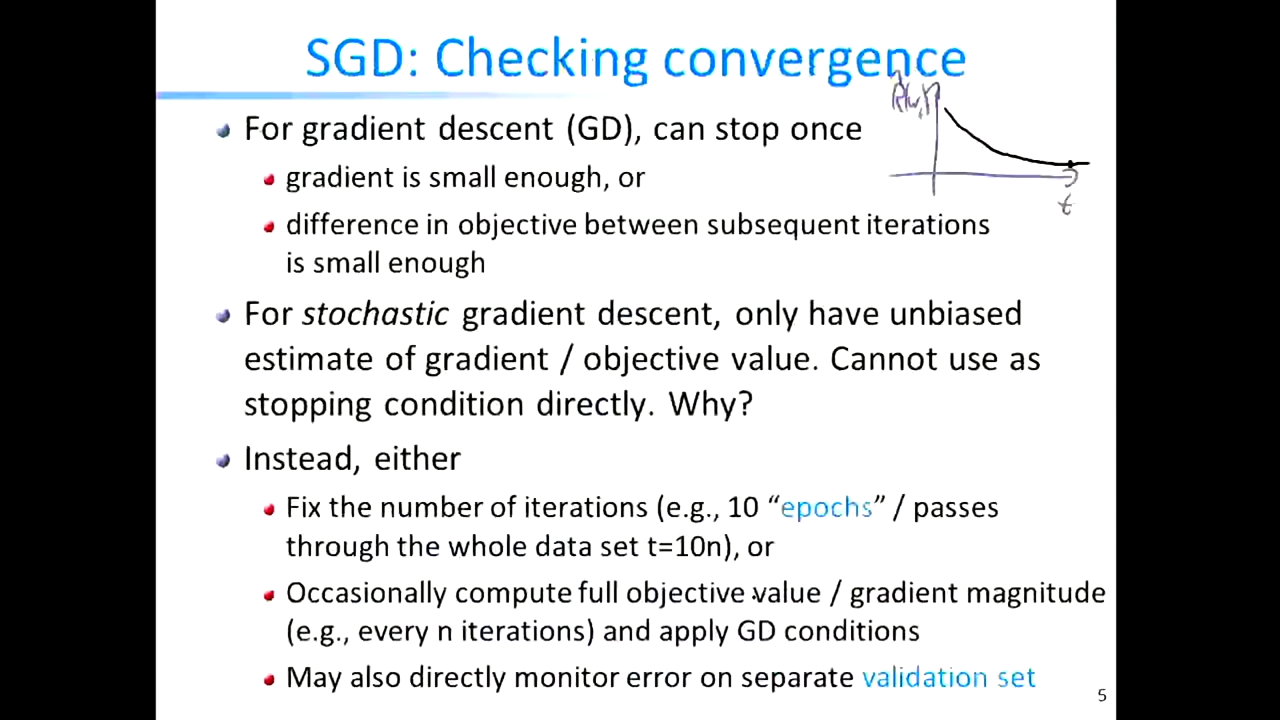 SGD: Checking convergence
For gradient descent (GD), can stop once
gradient is small enough, or
difference in objective between subsequent iterations
is small enough
t
For stochastic gradient descent, only have unbiased
estimate of gradient / objective value. Cannot use as
stopping condition directly. Why?
Instead, either
Fix the number of iterations (e.g., 10 “epochs” / passes
through the whole data set t=10n), or
Occasionally compute full objective value / gradient magnitude
(e.g., every n iterations) and apply GD conditions
May also directly monitor error on separate validation set
5